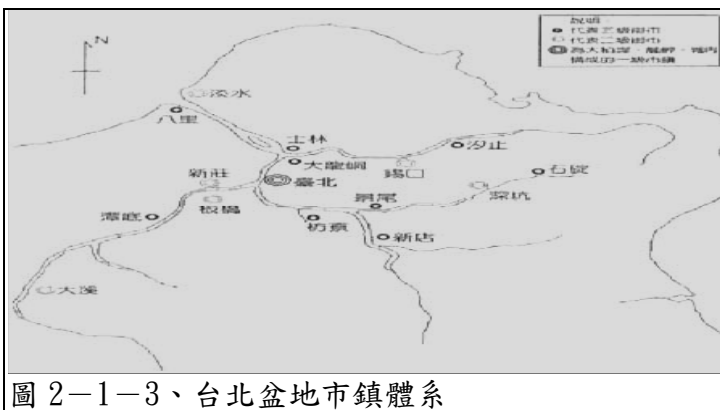 說明
代表三級街市
代表二級街市
為大稻埕、艋舺、城內
構成的一級市鎮
N
淡水
八里
士林
大龍峒
汐止
錫口
石碇
新莊
臺北
深坑
板橋
景尾
潭底
枋寮
新店
大溪
圖 2－1－3、台北盆地市鎮體系